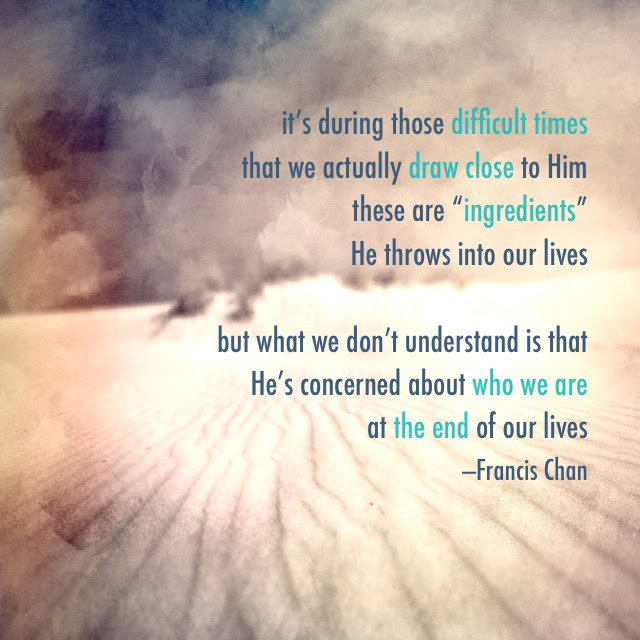 it's during those difficult times
that we actually draw close to Him
these are “ingredients”
He throws into our lives
but what we don't understand is that
He's concerned about who we are
at the end of our lives
–Francis Chan